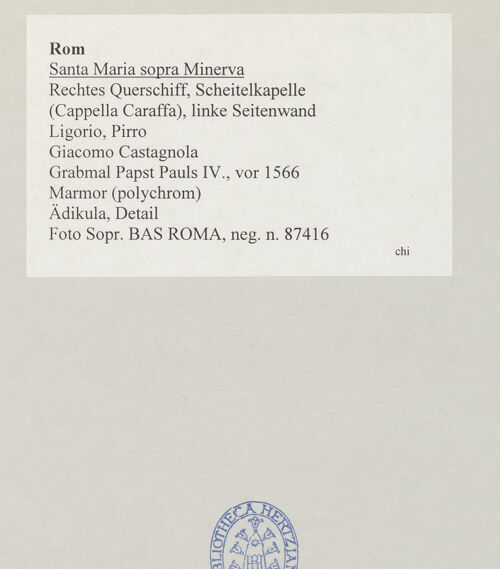 Rom
Santa Maria sopra Minerva
Rechtes Querschiff, Scheitelkapelle
(Cappella Caraffa), linke Seitenwand
Ligorio, Pirro
Giacomo Castagnola
Grabmal Papst Pauls IV., vor 1566
Marmor (polychrom)
Ädikula, Detail
Foto Sopr. BAS ROMA, neg. n. 87416
chi
BIBLIOTHECA HERTZIAN